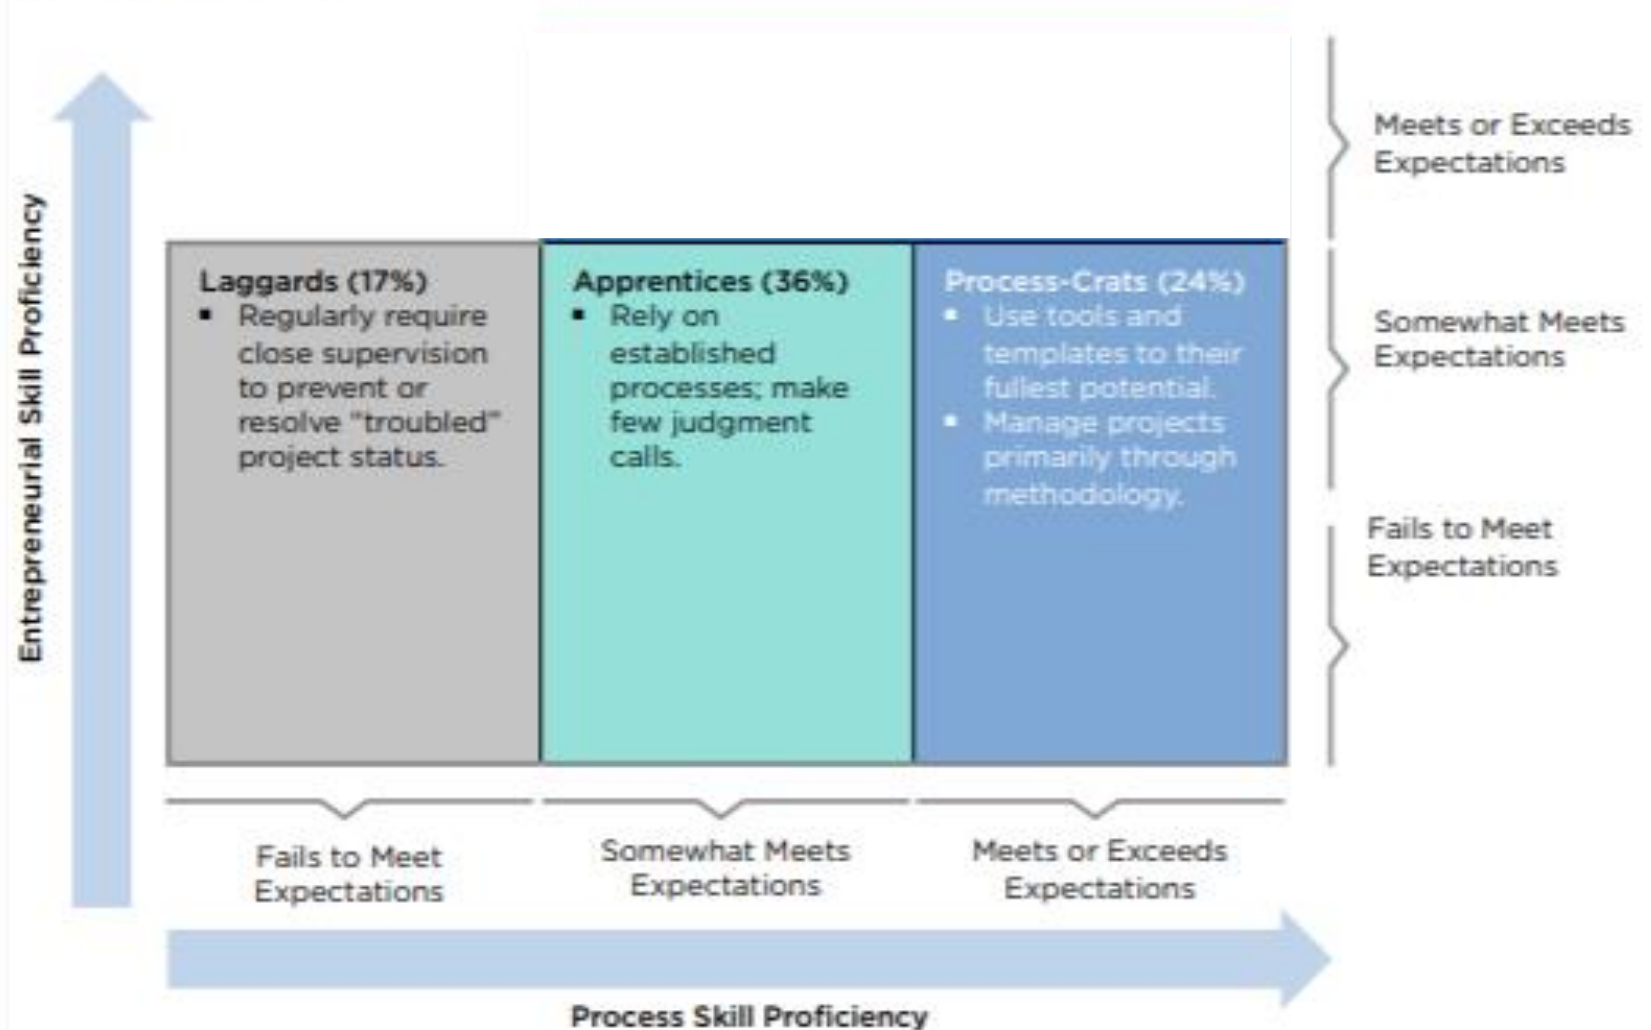 Entrepreneurial Skill Proficiency
Meets or Exceeds
Expectations
Somewhat Meets
Expectations
Fails to Meet
Expectations
Laggards (17%)
▪ Regularly require
close supervision
to prevent or
resolve "troubled"
project status.
Apprentices (36%)
▪ Rely on
established
processes; make
few judgment
calls.
Process-Crats (24%)
▪ Use tools and
templates to their
fullest potential.
▪ Manage projects
primarily through
methodology.
Fails to Meet
Expectations
Somewhat Meets
Expectations
Meets or Exceeds
Expectations
Process Skill Proficiency